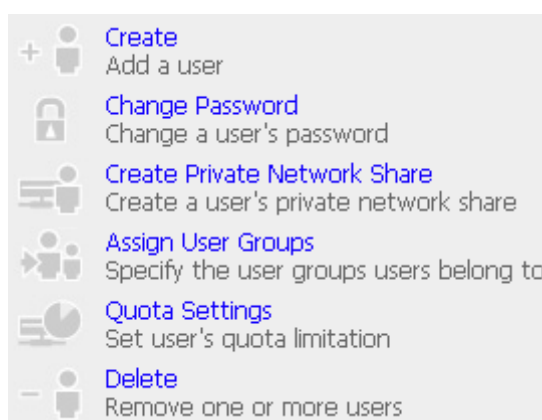 Create
Add a user
Change Password
Change a user's password
Create Private Network Share
Create a user's private network share
Assign User Groups
Specify the user groups users belong to
Quota Settings
Set user's quota limitation
Delete
Remove one or more users